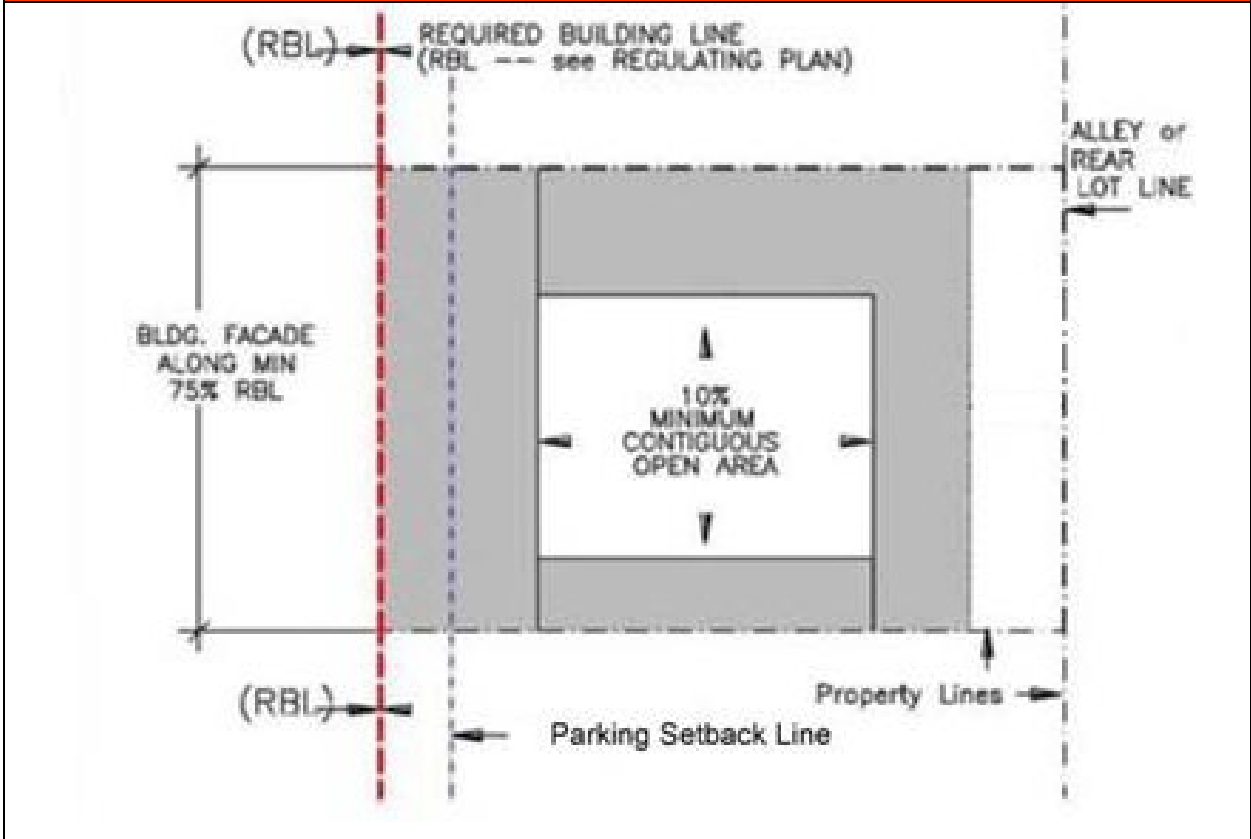 (RBL)
REQUIRED BUILDING LINE
(RBL -- see REGULATING PLAN)
ALLEY or
REAR
LOT LINE
BLDG. FACADE
ALONG MIN
75% RBL
10%
MINIMUM
CONTIGUOUS
OPEN AREA
Property Lines
(RBL)
Parking Setback Line